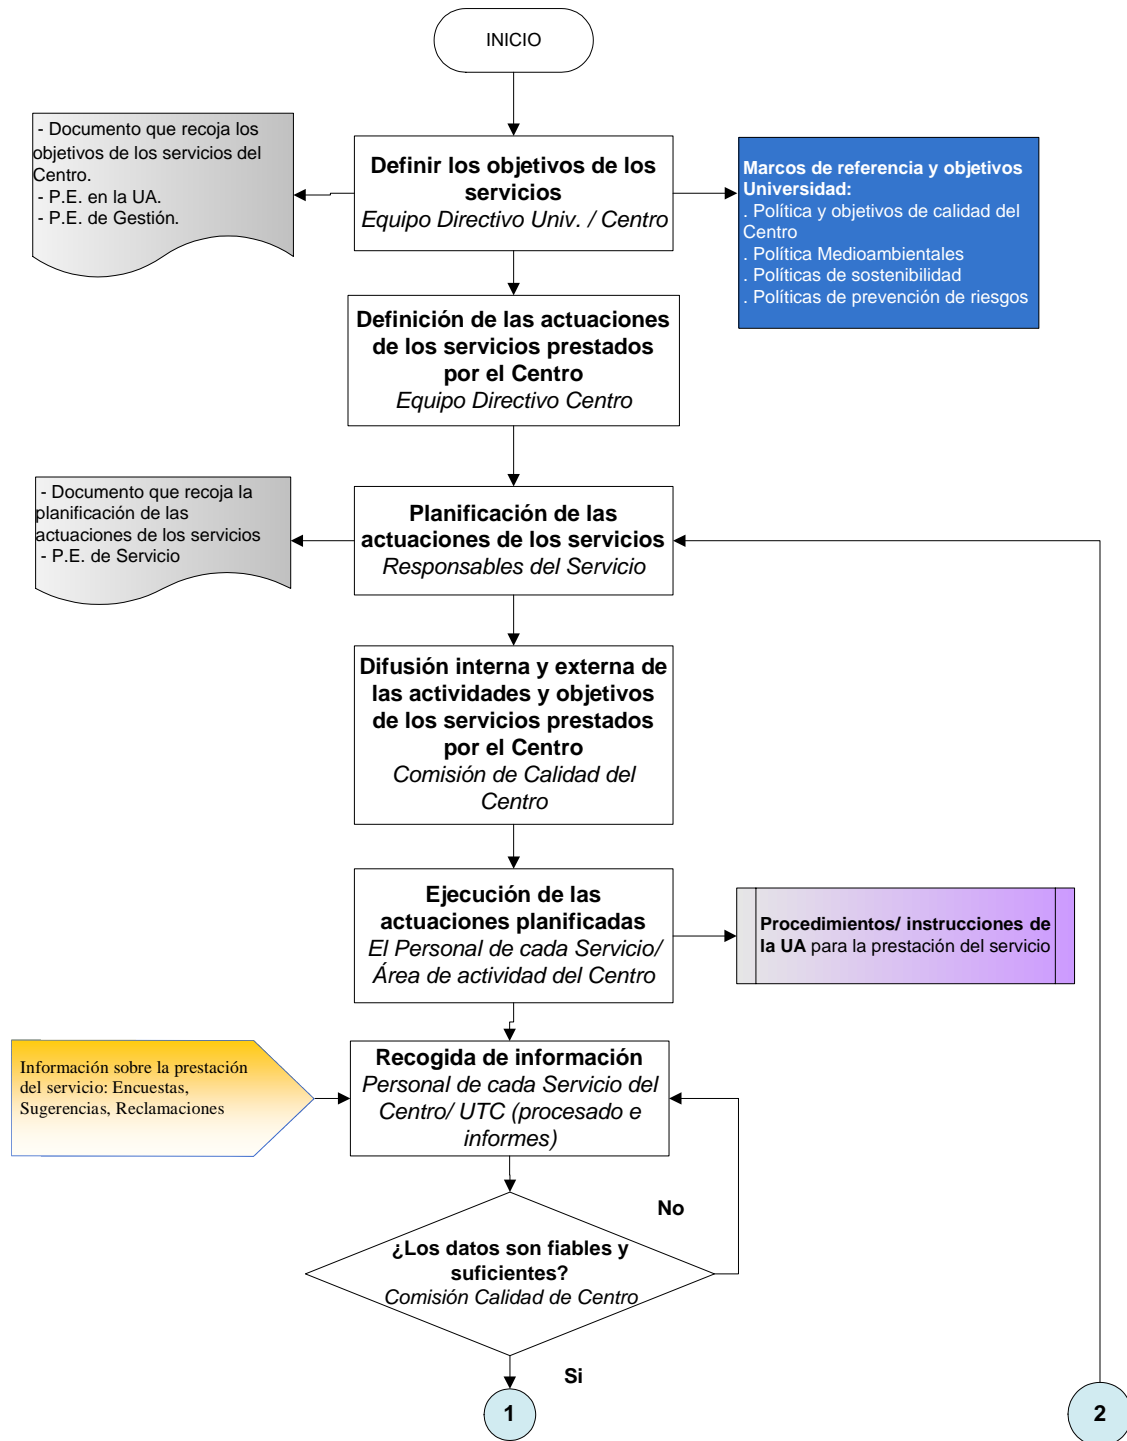 INICIO
- Documento que recoja los
objetivos de los servicios del
Centro.
- P.E. en la UA.
- P.E. de Gestión.
Definir los objetivos de los
servicios
Equipo Directivo Univ. / Centro
Marcos de referencia y objetivos
Universidad:
. Política y objetivos de calidad del
Centro
. Política Medioambientales
. Políticas de sostenibilidad
. Políticas de prevención de riesgos
Definición de las actuaciones
de los servicios prestados
por el Centro
Equipo Directivo Centro
- Documento que recoja la
planificación de las
actuaciones de los servicios
- P.E. de Servicio
Planificación de las
actuaciones de los servicios
Responsables del Servicio
Difusión interna y externa de
las actividades y objetivos
de los servicios prestados
por el Centro
Comisión de Calidad del
Centro
Ejecución de las
actuaciones planificadas
El Personal de cada Servicio/
Área de actividad del Centro
Procedimientos/ instrucciones de
la UA para la prestación del servicio
Información sobre la prestación
del servicio: Encuestas,
Sugerencias, Reclamaciones
Recogida de información
Personal de cada Servicio del
Centro/ UTC (procesado e
informes)
No
¿Los datos son fiables y
suficientes?
Comisión Calidad de Centro
Si
1
2